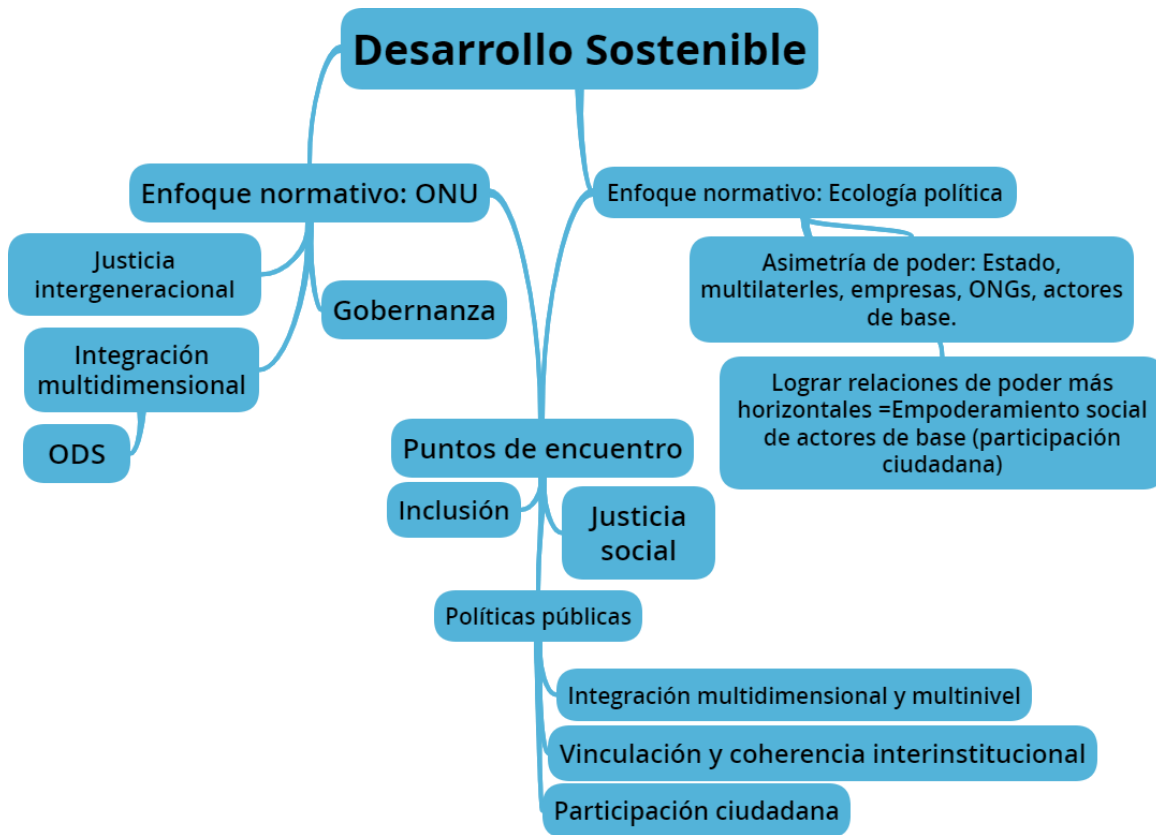 Desarrollo Sostenible
Enfoque normativo: ONU
Justicia
intergeneracional
Gobernanza
Integración
multidimensional
ODS
Enfoque normativo: Ecología política
Asimetría de poder: Estado,
multilaterles, empresas, ONGs, actores
de base.
Lograr relaciones de poder más
horizontales =Empoderamiento social
de actores de base (participación
ciudadana)
Puntos de encuentro
Inclusión
Justicia
social
Políticas públicas
Integración multidimensional y multinivel
Vinculación y coherencia interinstitucional
Participación ciudadana